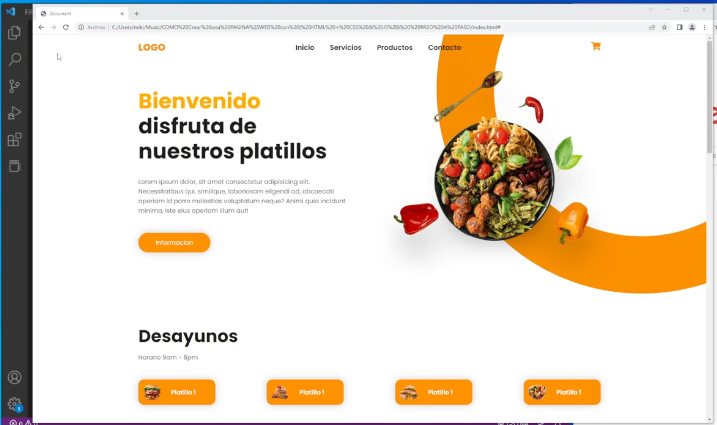 Document
Archivo
C:/Users/miki/Music/COMO%20Crear%20una%20PAGINA%20WEB%20con%20(%20HTML%20+%20CSS%20&%20JS%20)%20%20PASO%20A%20PASO/index.html#
LOGO
Inicio
Servicios
Productos
Contacto
Bienvenido
disfruta de
nuestros platillos
Lorem ipsum dolor, sit amet consectetur adipisicing elit.
Necessitatibus qui, similique, laboriosam eligendi ad, obcaecati
aperiam id porro molestias voluptatum neque? Animi quia incidunt
minima, iste eius aperiam illum aut!
Informacion
Desayunos
Horario 9am - 8pm
Platillo 1
Platillo 1
Platillo 1
Platillo 1